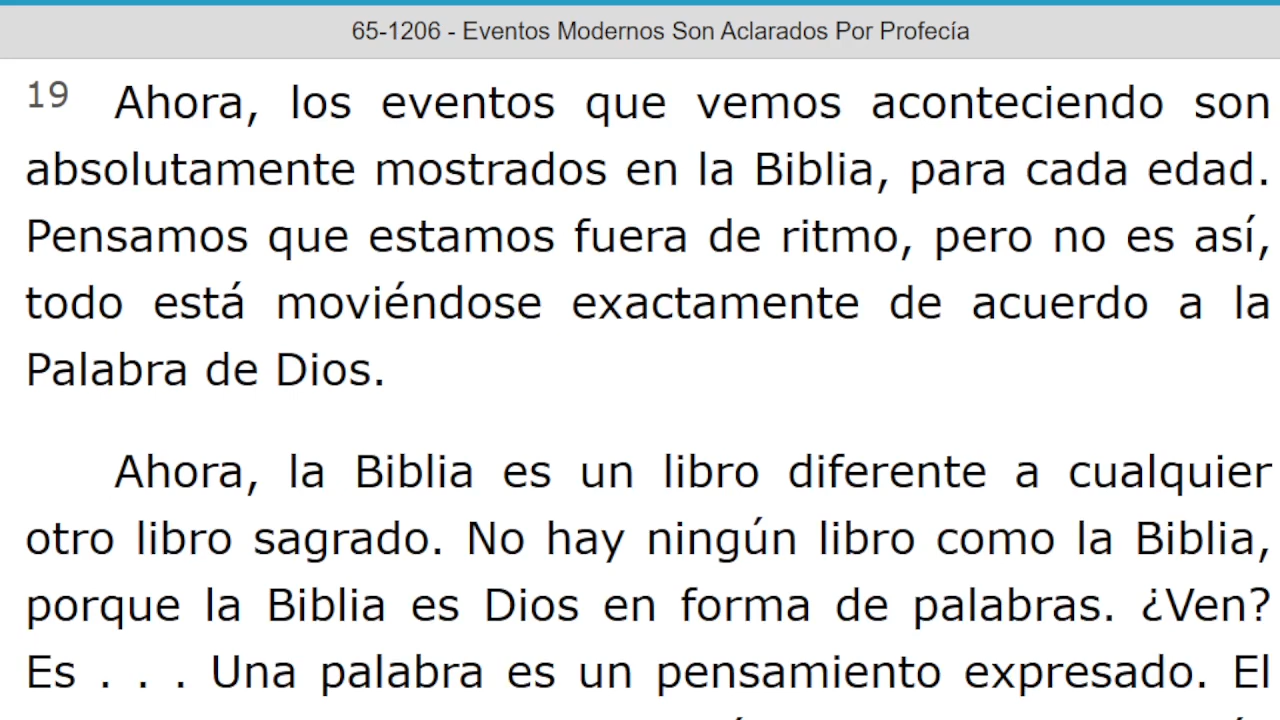 65-1206 - Eventos Modernos Son Aclarados Por Profecía
19 Ahora, los eventos que vemos aconteciendo son
absolutamente mostrados en la Biblia, para cada edad.
Pensamos que estamos fuera de ritmo, pero no es así,
todo está moviéndose exactamente de acuerdo a la
Palabra de Dios.
Ahora, la Biblia es un libro diferente a cualquier
otro libro sagrado. No hay ningún libro como la Biblia,
porque la Biblia es Dios en forma de palabras. ¿Ven?
Es . . . Una palabra es un pensamiento expresado. El